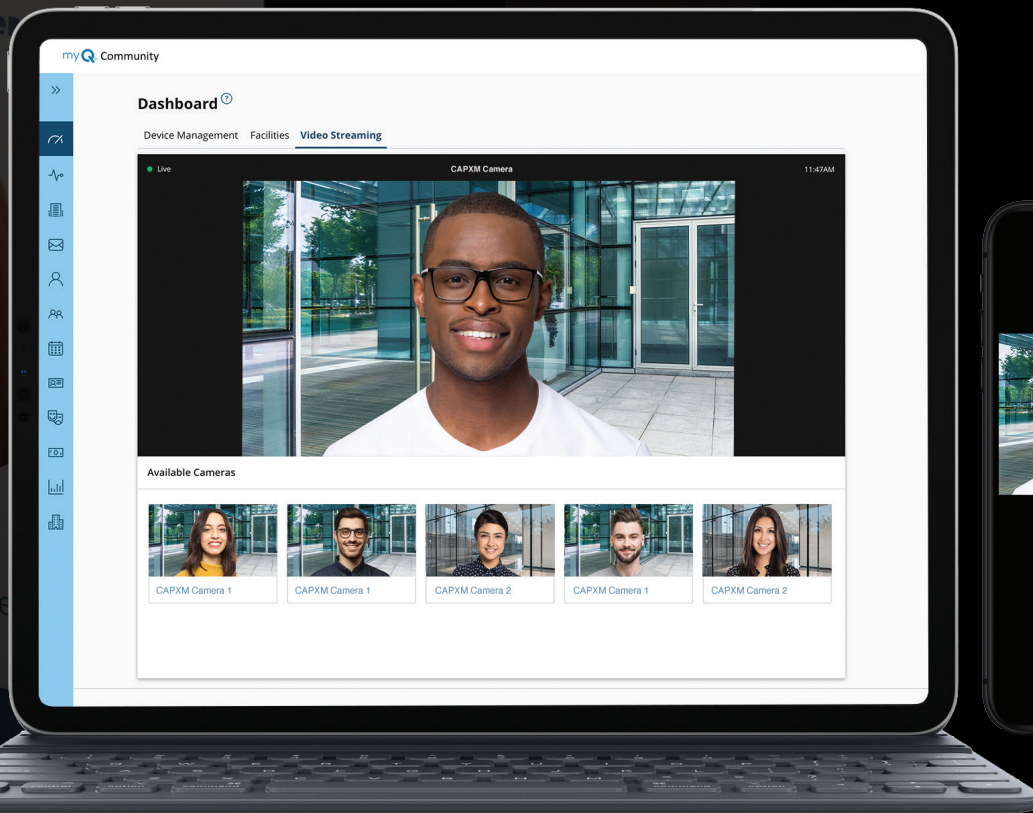 myQ Community
Dashboard ?
Device Management Facilities Video Streaming
Live CAPXM Camera 11:47AM
Available Cameras
CAPXM Camera 1 CAPXM Camera 1 CAPXM Camera 2 CAPXM Camera 1 CAPXM Camera 2